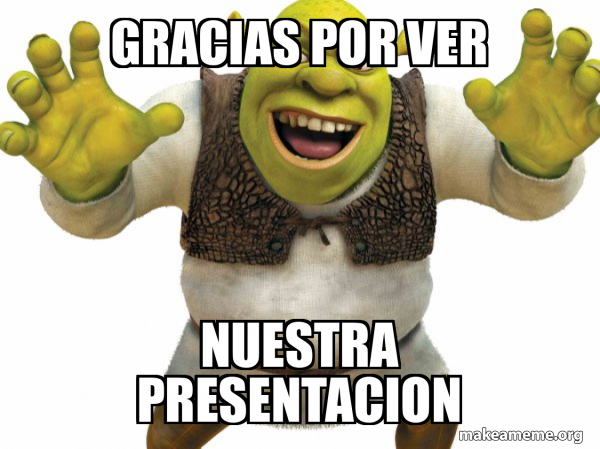 GRACIAS POR VER
NUESTRA
PRESENTACION
makeameme.org